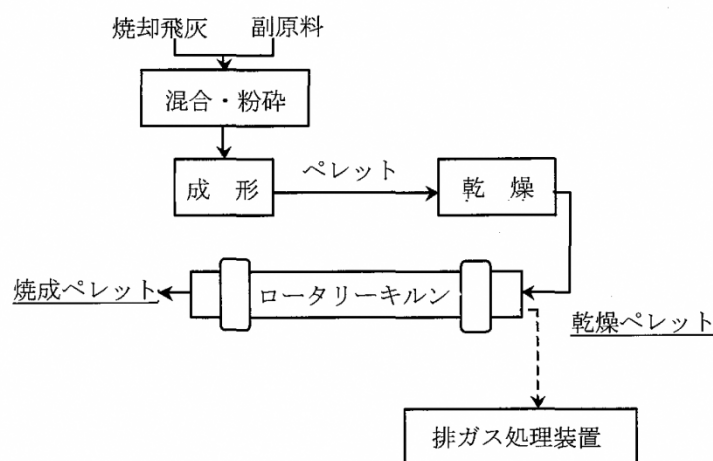 焼却飛灰 副原料
混合・粉砕
成 形
ペレット
乾 燥
焼成ペレット
ロータリーキルン
乾燥ペレット
排ガス処理装置